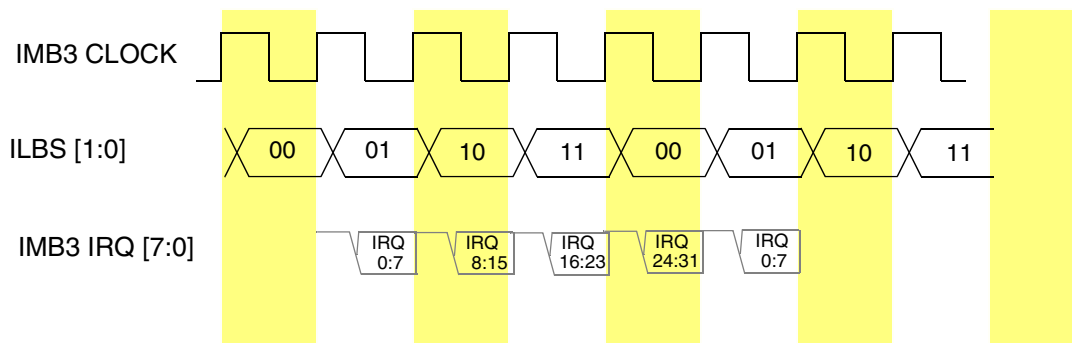 IMB3 CLOCK
ILBS [1:0]
00 01 10 11 00 01 10 11
IMB3 IRQ [7:0]
IRQ IRQ IRQ IRQ IRQ
0:7 8:15 16:23 24:31 0:7